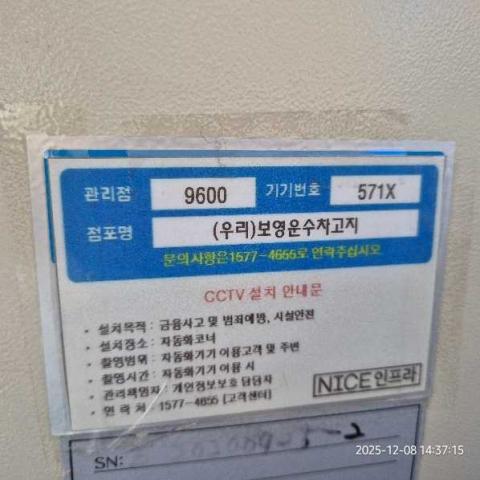 관리점 9600 기기번호 571X
점포명 (우리)보영운수차고지
문의사항은1577-4655로 연락주십시오
CCTV 설치 안내문
• 설치목적 : 금융사고 및 범죄예방, 시설안전
• 설치장소 : 자동화코너
• 촬영범위 : 자동화기기 이용고객 및 주변
• 촬영시간 : 자동화기기 이용 시
• 관리책임자 : 개인정보보호 담당자
• 연 락 처 : 1577-4655 [고객센터]
NICE인프라
SN:
2025-12-08 14:37:15